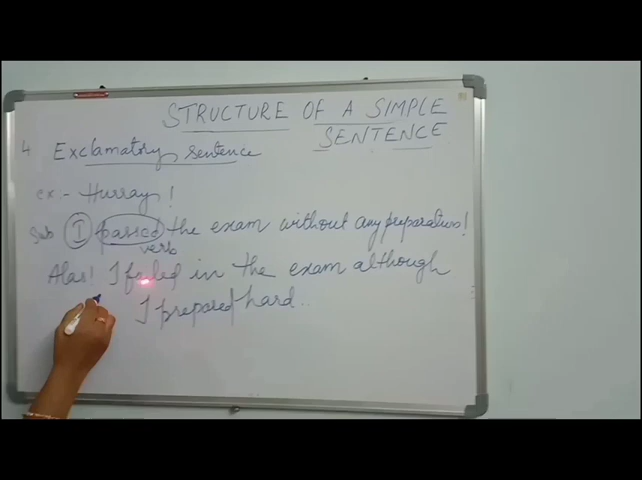 STRUCTURE OF A SIMPLE
SENTENCE
4 Exclamatory sentence
ex:- Hurray!
Sub I passed the exam without any preparation!
verb
Alas! I failed in the exam although
I prepared hard..